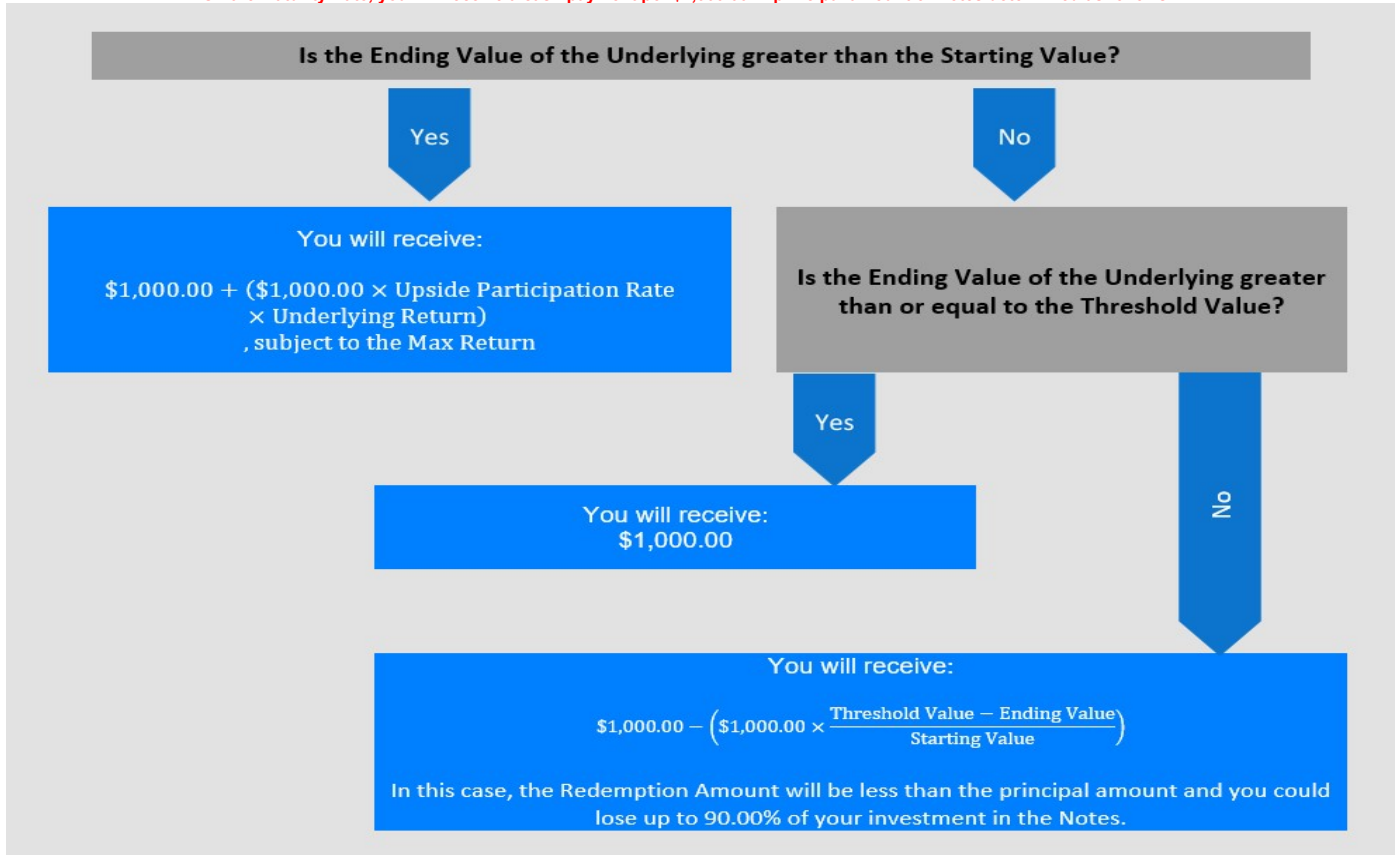 Is the Ending Value of the Underlying greater than the Starting Value?
Yes
No
You will receive:
$1,000.00 + ($1,000.00 × Upside Participation Rate
× Underlying Return)
, subject to the Max Return
Is the Ending Value of the Underlying greater
than or equal to the Threshold Value?
Yes
No
You will receive:
$1,000.00
You will receive:
$1,000.00 − ($1,000.00 × Threshold Value − Ending Value
Starting Value)
In this case, the Redemption Amount will be less than the principal amount and you could
lose up to 90.00% of your investment in the Notes.